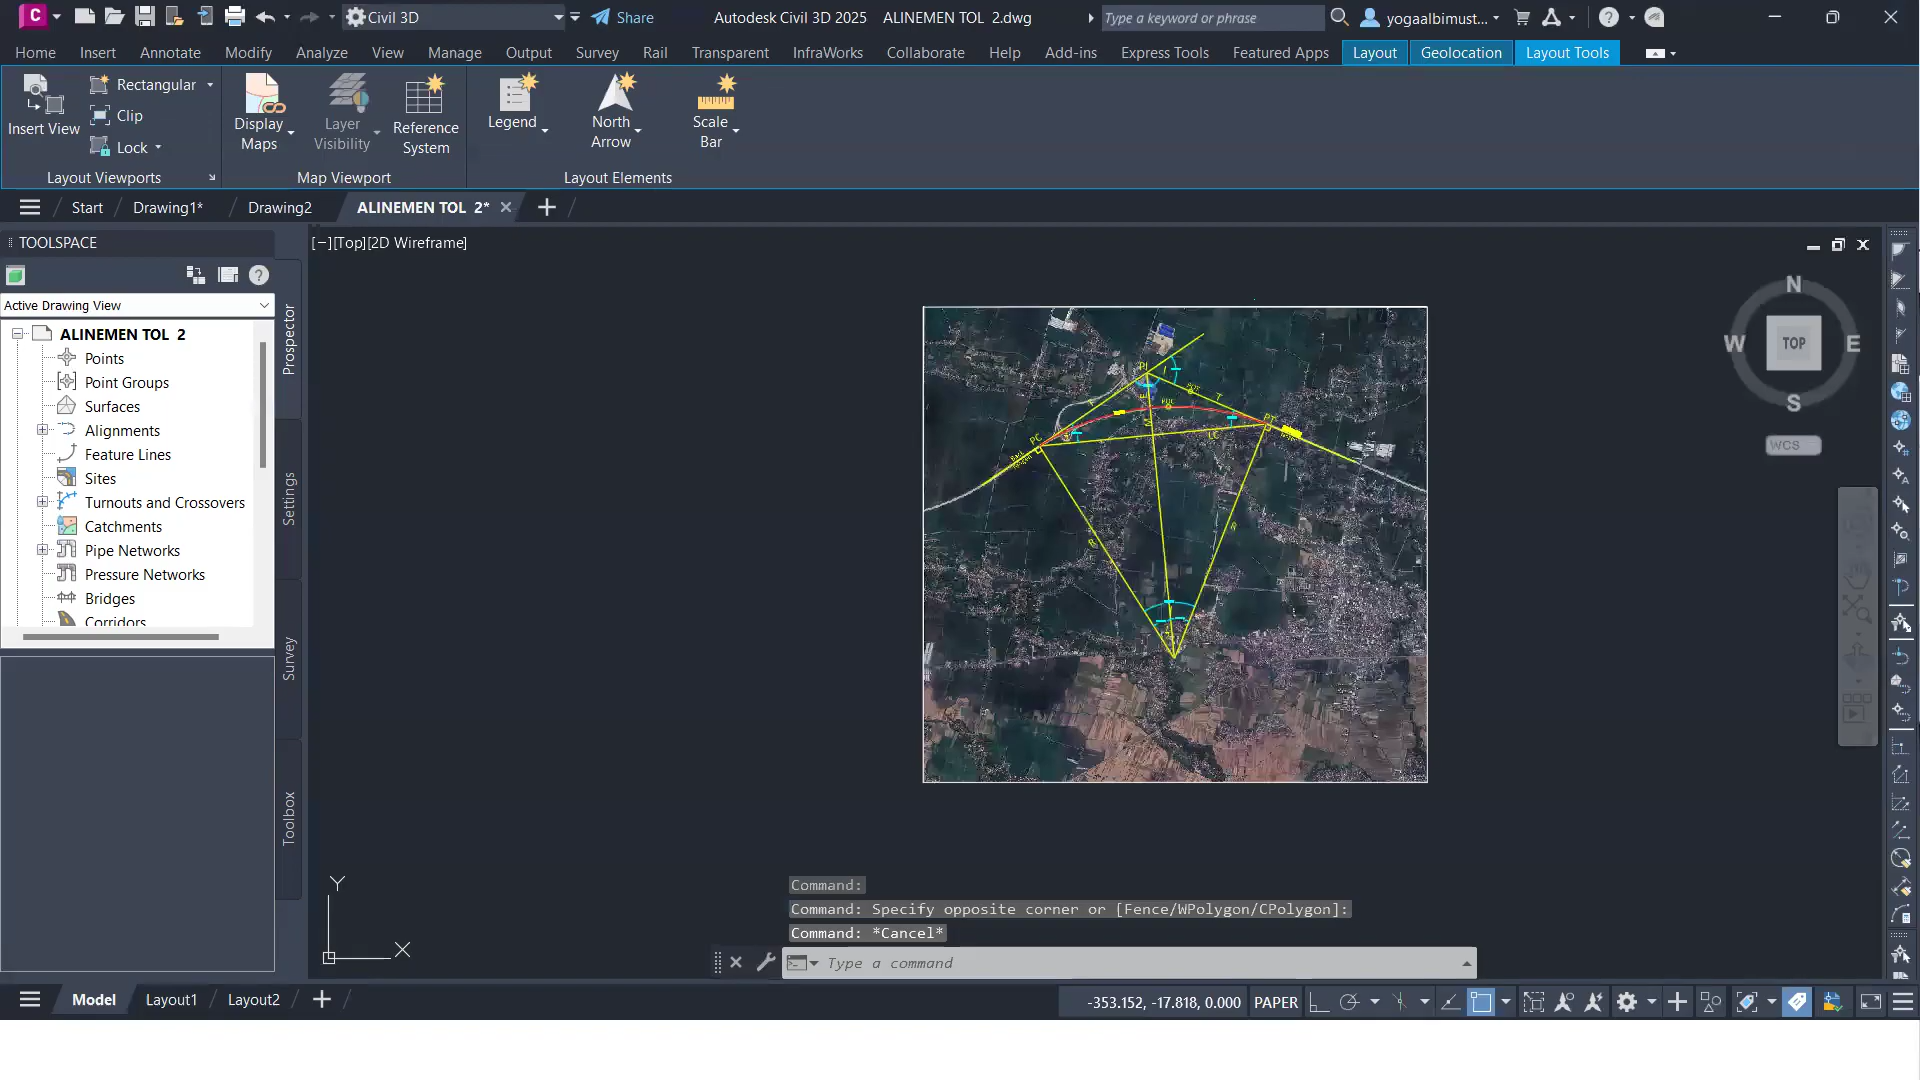 Civil 3D
Share
Autodesk Civil 3D 2025 ALINEMEN TOL 2.dwg
Type a keyword or phrase
yogaalbimust...
Home Insert Annotate Modify Analyze View Manage Output Survey Rail Transparent InfraWorks Collaborate Help Add-ins Express Tools Featured Apps Layout Geolocation Layout Tools
Insert View
Rectangular
Clip
Lock
Layout Viewports
Display Maps
Layer Visibility
Reference System
Map Viewport
Legend
North Arrow
Scale Bar
Layout Elements
Start
Drawing1*
Drawing2
ALINEMEN TOL 2*
TOOLSPACE
Active Drawing View
ALINEMEN TOL 2
Points
Point Groups
Surfaces
Alignments
Feature Lines
Sites
Turnouts and Crossovers
Catchments
Pipe Networks
Pressure Networks
Bridges
Corridors
Prospector
Settings
Survey
Toolbox
[−][Top][2D Wireframe]
N
W
TOP
E
S
WCS
PI
PC
POC
T
PT
LC
R
R
Y
X
Command:
Command: Specify opposite corner or [Fence/WPolygon/CPolygon]:
Command: *Cancel*
Type a command
Model
Layout1
Layout2
-353.152, -17.818, 0.000
PAPER